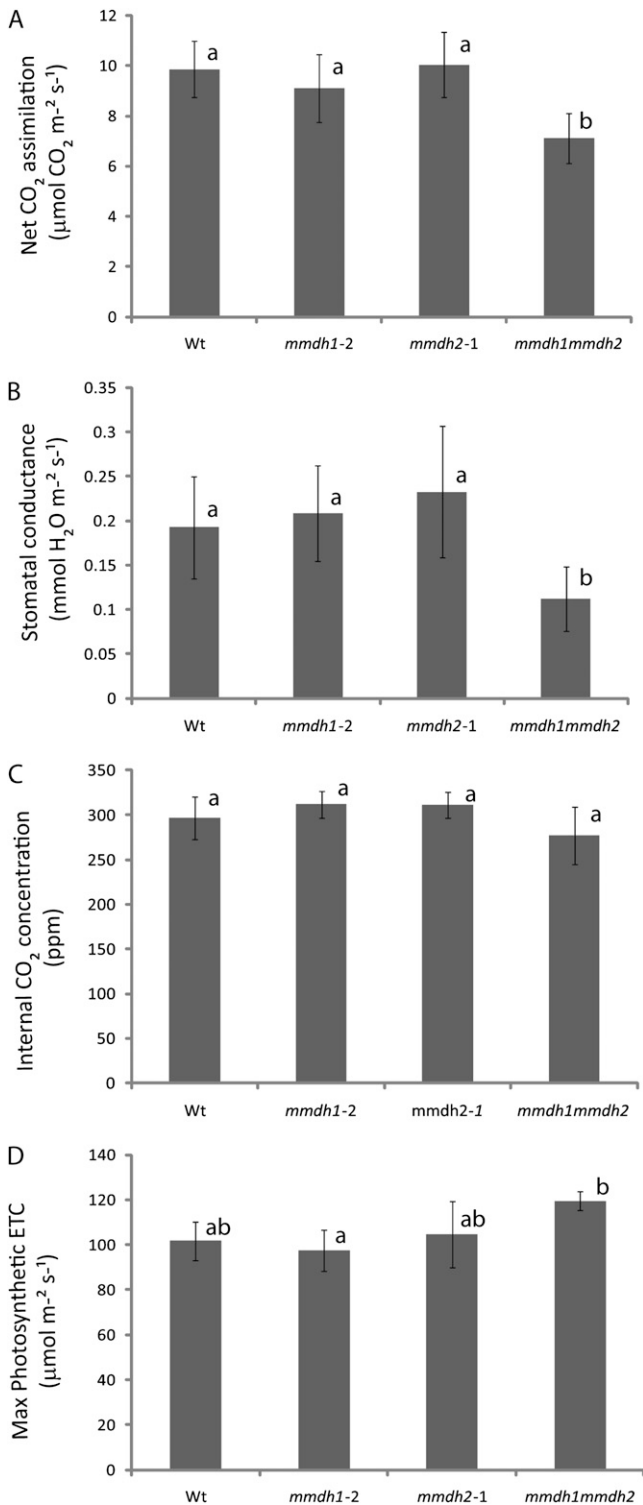 A
Net CO₂ assimilation
(μmol CO₂ m-² s-¹)
12
10
8
6
4
2
0
a
a
a
b
Wt
mmdh1-2
mmdh2-1
mmdh1mmdh2
B
Stomatal conductance
(mmol H₂O m-² s-¹)
0.35
0.3
0.25
0.2
0.15
0.1
0.05
0
a
a
a
b
Wt
mmdh1-2
mmdh2-1
mmdh1mmdh2
C
Internal CO₂ concentration
(ppm)
350
300
250
200
150
100
50
0
a
a
a
a
Wt
mmdh1-2
mmdh2-1
mmdh1mmdh2
D
Max Photosynthetic ETC
(μmol m-² s-¹)
140
120
100
80
60
40
20
0
ab
a
ab
b
Wt
mmdh1-2
mmdh2-1
mmdh1mmdh2